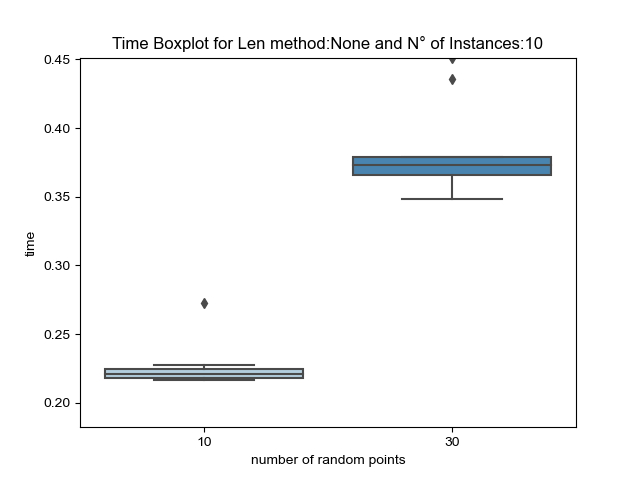 Time Boxplot for Len method:None and N° of Instances:10
0.45
0.40
0.35
0.30
0.25
0.20
time
10 30
number of random points